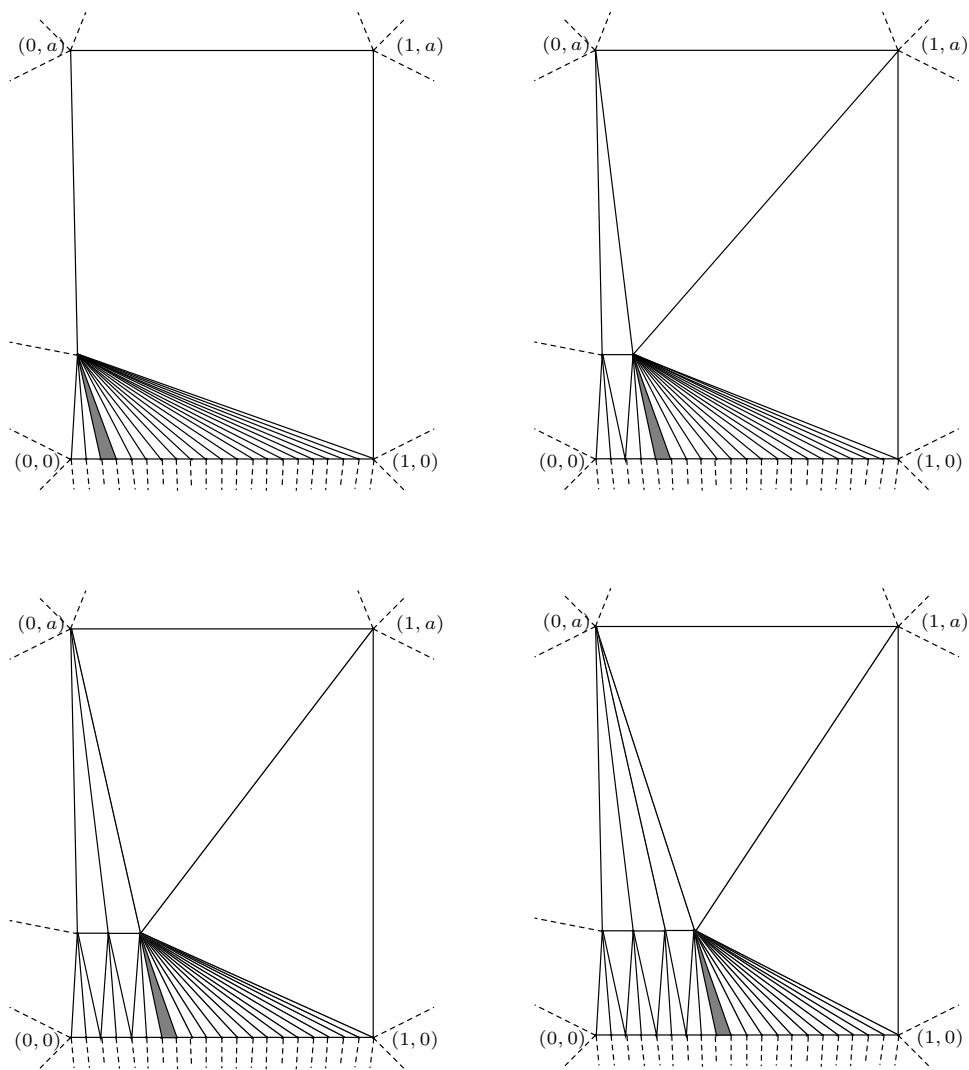 (0, a) (1, a) (0, a) (1, a)
(0, 0) (1, 0) (0, 0) (1, 0)
(0, a) (1, a) (0, a) (1, a)
(0, 0) (1, 0) (0, 0) (1, 0)